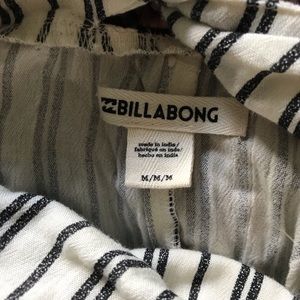 BILLABONG
made in india/
fabriqué en inde/
hecho en india
M/M/M